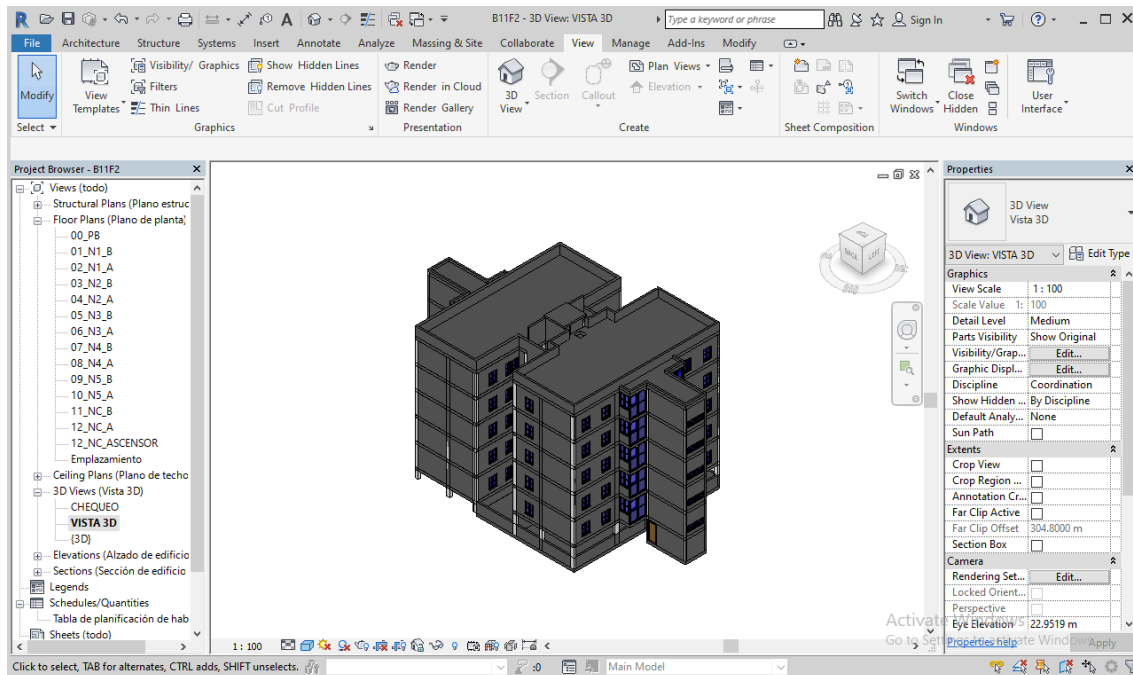 B11F2 - 3D View: VISTA 3D
Type a keyword or phrase
Sign In
File Architecture Structure Systems Insert Annotate Analyze Massing & Site Collaborate View Manage Add-Ins Modify
Modify
View Templates
Visibility/ Graphics
Filters
Thin Lines
Show Hidden Lines
Remove Hidden Lines
Cut Profile
Render
Render in Cloud
Render Gallery
3D View
Section
Callout
Plan Views
Elevation
Switch Windows
Close Hidden
User Interface
Select Graphics Presentation Create Sheet Composition Windows
Project Browser - B11F2
Views (todo)
Structural Plans (Plano estruc
Floor Plans (Plano de planta)
00_PB
01_N1_B
02_N1_A
03_N2_B
04_N2_A
05_N3_B
06_N3_A
07_N4_B
08_N4_A
09_N5_B
10_N5_A
11_NC_B
12_NC_A
12_NC_ASCENSOR
Emplazamiento
Ceiling Plans (Plano de techo
3D Views (Vista 3D)
CHEQUEO
VISTA 3D
{3D}
Elevations (Alzado de edificio
Sections (Sección de edificio
Legends
Schedules/Quantities
Tabla de planificación de hab
Sheets (todo)
BACK
LEFT
Properties
3D View
Vista 3D
3D View: VISTA 3D
Edit Type
Graphics
View Scale 1 : 100
Scale Value 1: 100
Detail Level Medium
Parts Visibility Show Original
Visibility/Grap... Edit...
Graphic Displ... Edit...
Discipline Coordination
Show Hidden ... By Discipline
Default Analy... None
Sun Path
Extents
Crop View
Crop Region ...
Annotation Cr...
Far Clip Active
Far Clip Offset 304.8000 m
Section Box
Camera
Rendering Set... Edit...
Locked Orient...
Perspective
Eye Elevation 22.9519 m
Properties help
Apply
Activate Windows
Go to Settings to activate Windows.
1 : 100
Click to select, TAB for alternates, CTRL adds, SHIFT unselects.
:0
Main Model